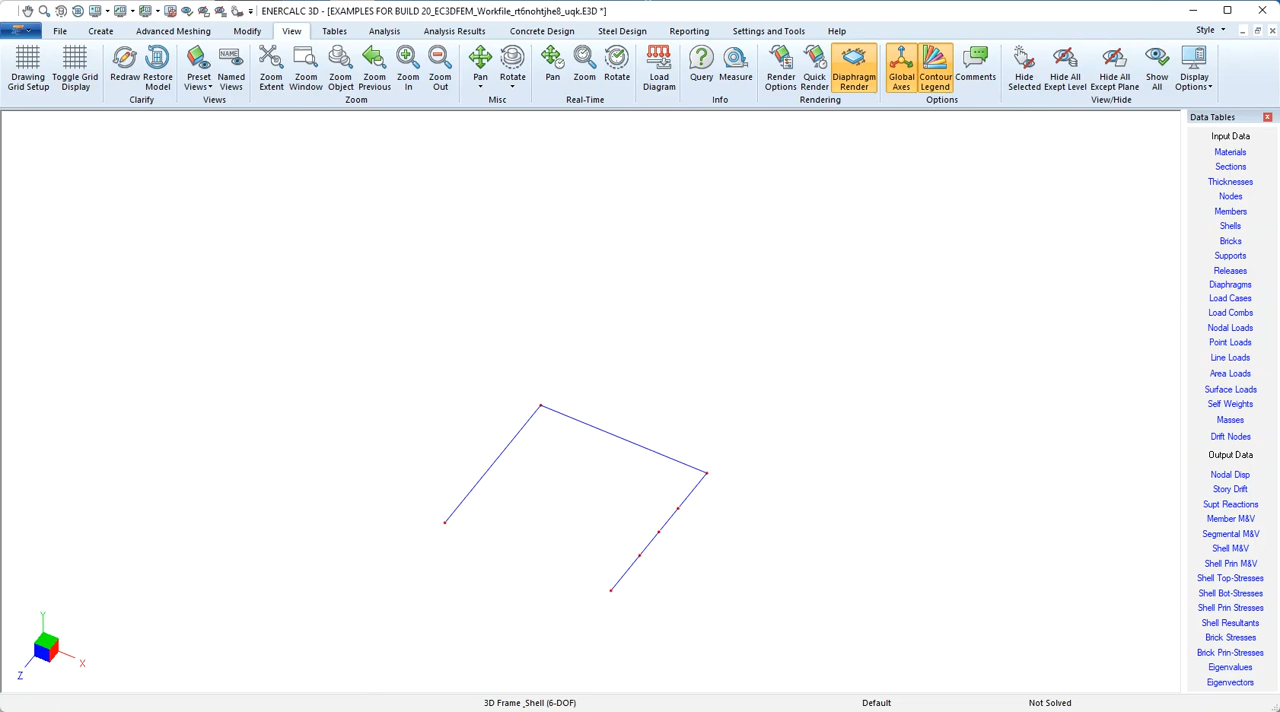 ENERCALC 3D - [EXAMPLES FOR BUILD 20_EC3DFEM_Workfile_rt6nohtjhe8_uqk.E3D *]
File Create Advanced Meshing Modify View Tables Analysis Analysis Results Concrete Design Steel Design Reporting Settings and Tools Help Style
Drawing Grid Setup
Toggle Grid Display
Redraw
Restore Model
Clarify
Preset Views
Named Views
NAME
Views
Zoom Extent
Zoom Window
Zoom Object
Zoom Previous
Zoom In
Zoom Out
Zoom
Pan
Rotate
Misc
Pan
Zoom
Rotate
Real-Time
Load Diagram
Query
Measure
Info
Render Options
Quick Render
Diaphragm Render
Rendering
Global Axes
Contour Legend
Comments
Options
Hide Selected
Hide All Exept Level
Hide All Except Plane
Show All
Display Options
View/Hide
Data Tables
Input Data
Materials
Sections
Thicknesses
Nodes
Members
Shells
Bricks
Supports
Releases
Diaphragms
Load Cases
Load Combs
Nodal Loads
Point Loads
Line Loads
Area Loads
Surface Loads
Self Weights
Masses
Drift Nodes
Output Data
Nodal Disp
Story Drift
Supt Reactions
Member M&V
Segmental M&V
Shell M&V
Shell Prin M&V
Shell Top-Stresses
Shell Bot-Stresses
Shell Prin Stresses
Shell Resultants
Brick Stresses
Brick Prin-Stresses
Eigenvalues
Eigenvectors
Y
X
Z
3D Frame_Shell (6-DOF) Default Not Solved